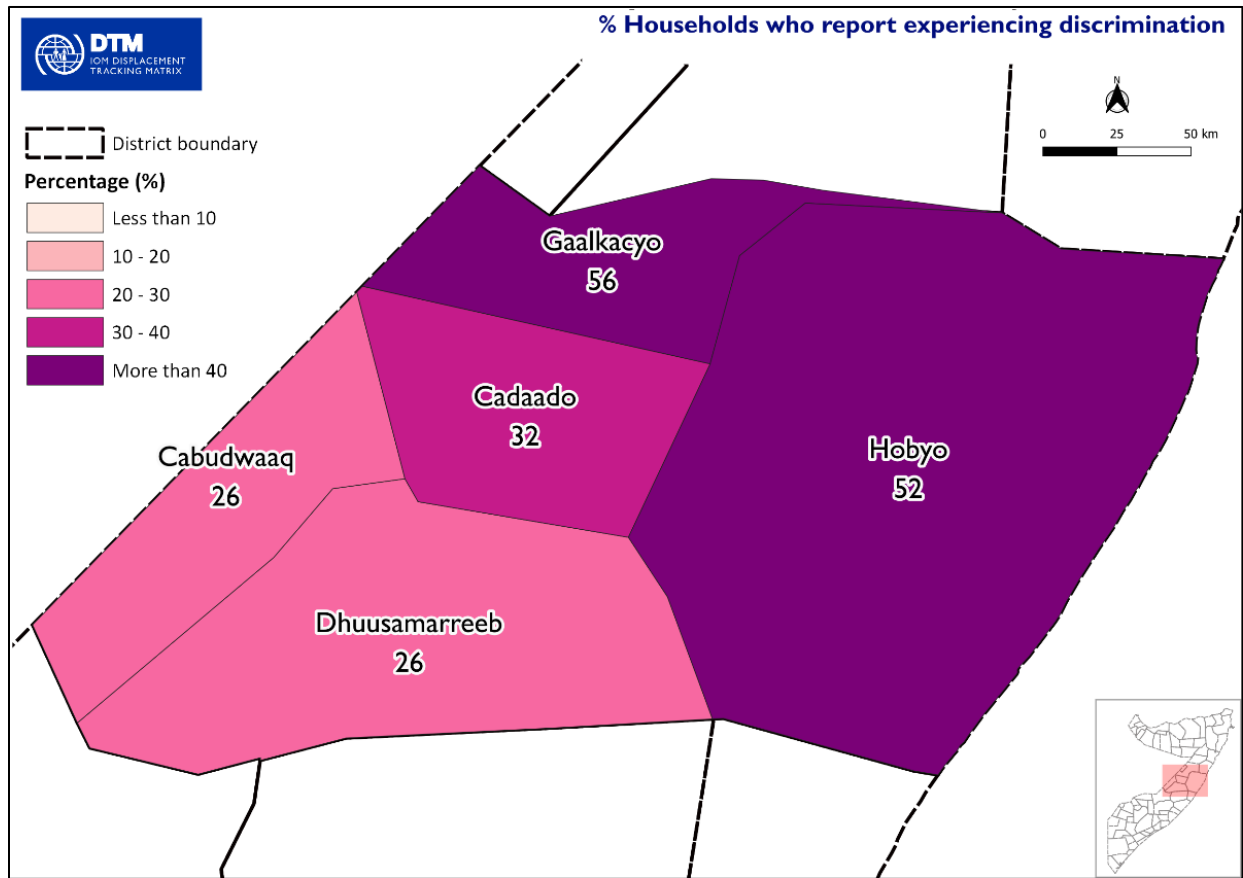 % Households who report experiencing discrimination
DTM
IOM DISPLACEMENT
TRACKING MATRIX
N
0 25 50 km
District boundary
Percentage (%)
Less than 10
10 - 20
20 - 30
30 - 40
More than 40
Gaalkacyo
56
Cadaado
32
Hobyo
52
Cabudwaaq
26
Dhuusamarreeb
26